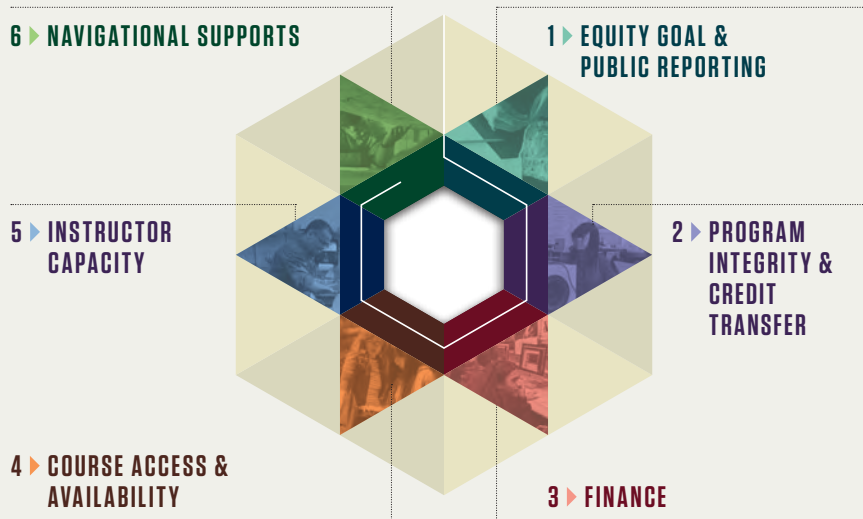 6 NAVIGATIONAL SUPPORTS
1 EQUITY GOAL &
PUBLIC REPORTING
5 INSTRUCTOR
CAPACITY
2 PROGRAM
INTEGRITY &
CREDIT
TRANSFER
4 COURSE ACCESS &
AVAILABILITY
3 FINANCE